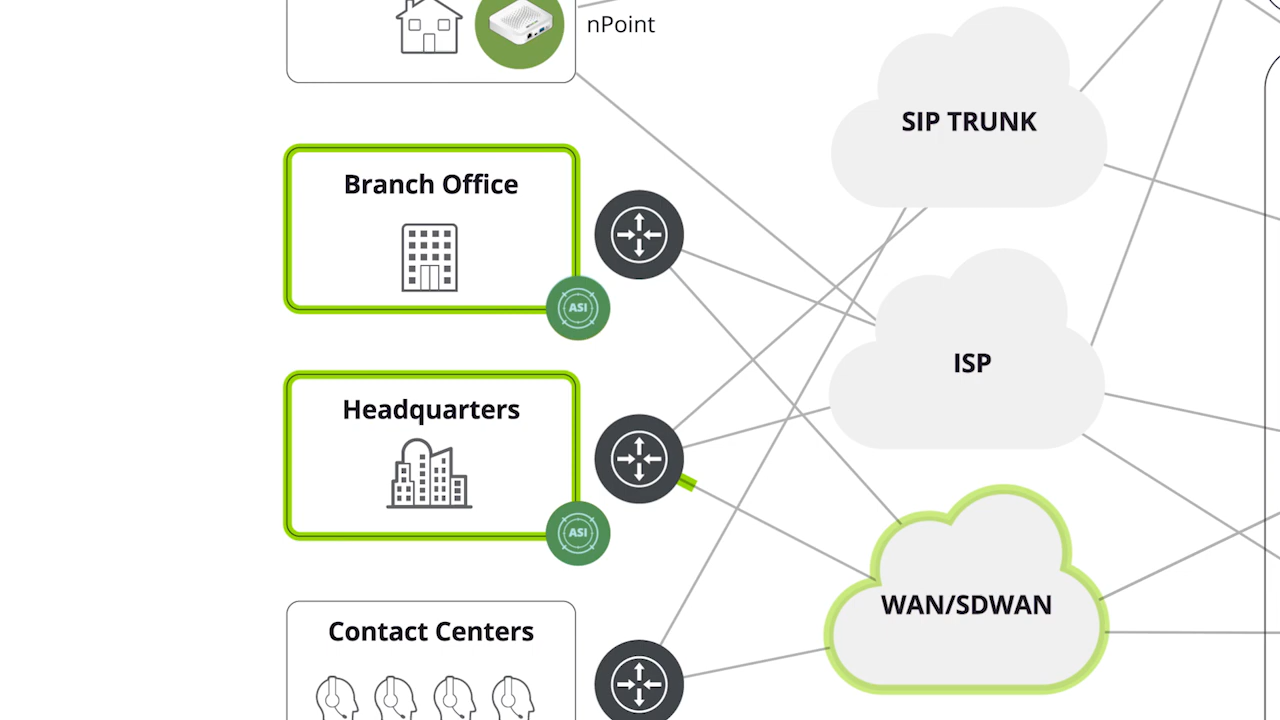 nPoint
SIP TRUNK
Branch Office
ASI
ISP
Headquarters
ASI
WAN/SDWAN
Contact Centers